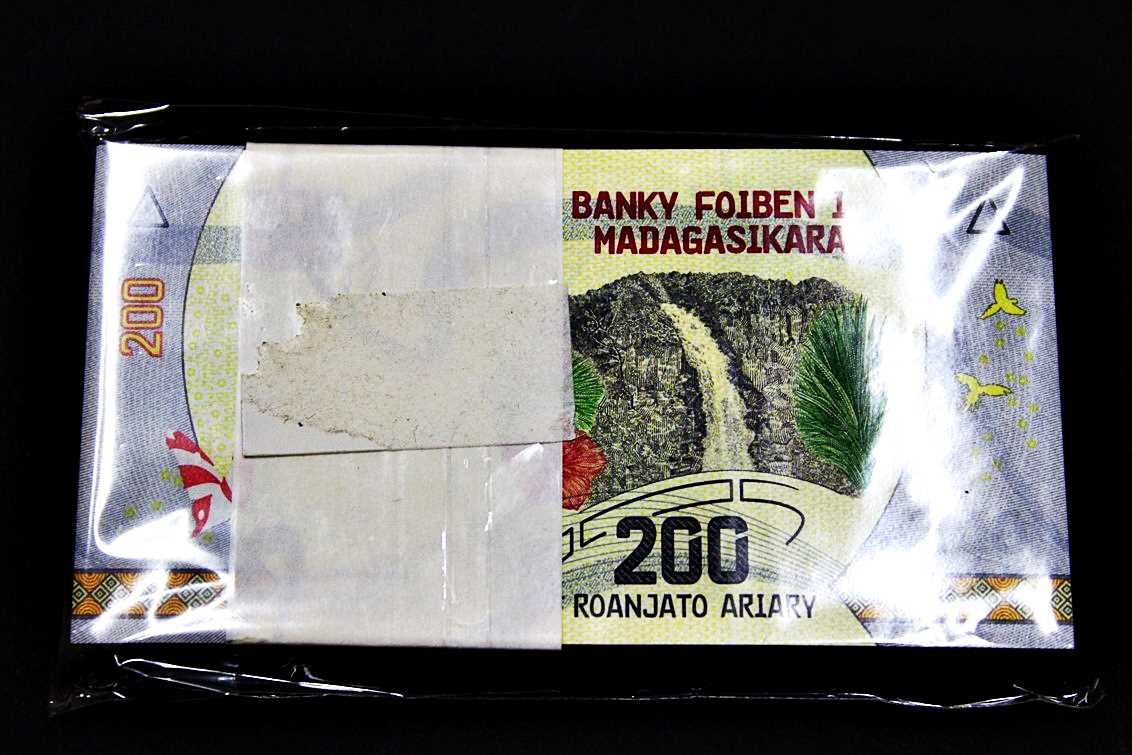 BANKY FOIBEN I
MADAGASIKARA
200
200
ROANJATO ARIARY